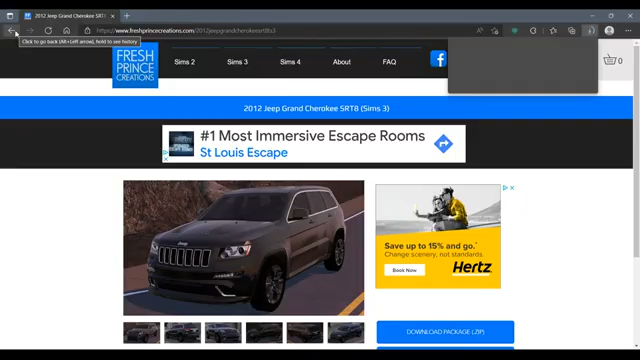 2012 Jeep Grand Cherokee SRT8
https://www.freshprincecreations.com/2012jeepgrandcherokeesrt8ts3
Click to go back (Alt+Left arrow), hold to see history
FRESH
PRINCE
CREATIONS
Sims 2
Sims 3
Sims 4
About
FAQ
0
2012 Jeep Grand Cherokee SRT8 (Sims 3)
#1 Most Immersive Escape Rooms
St Louis Escape
Save up to 15% and go.*
Change scenery, not standards.
Book Now
Hertz
DOWNLOAD PACKAGE (.ZIP)